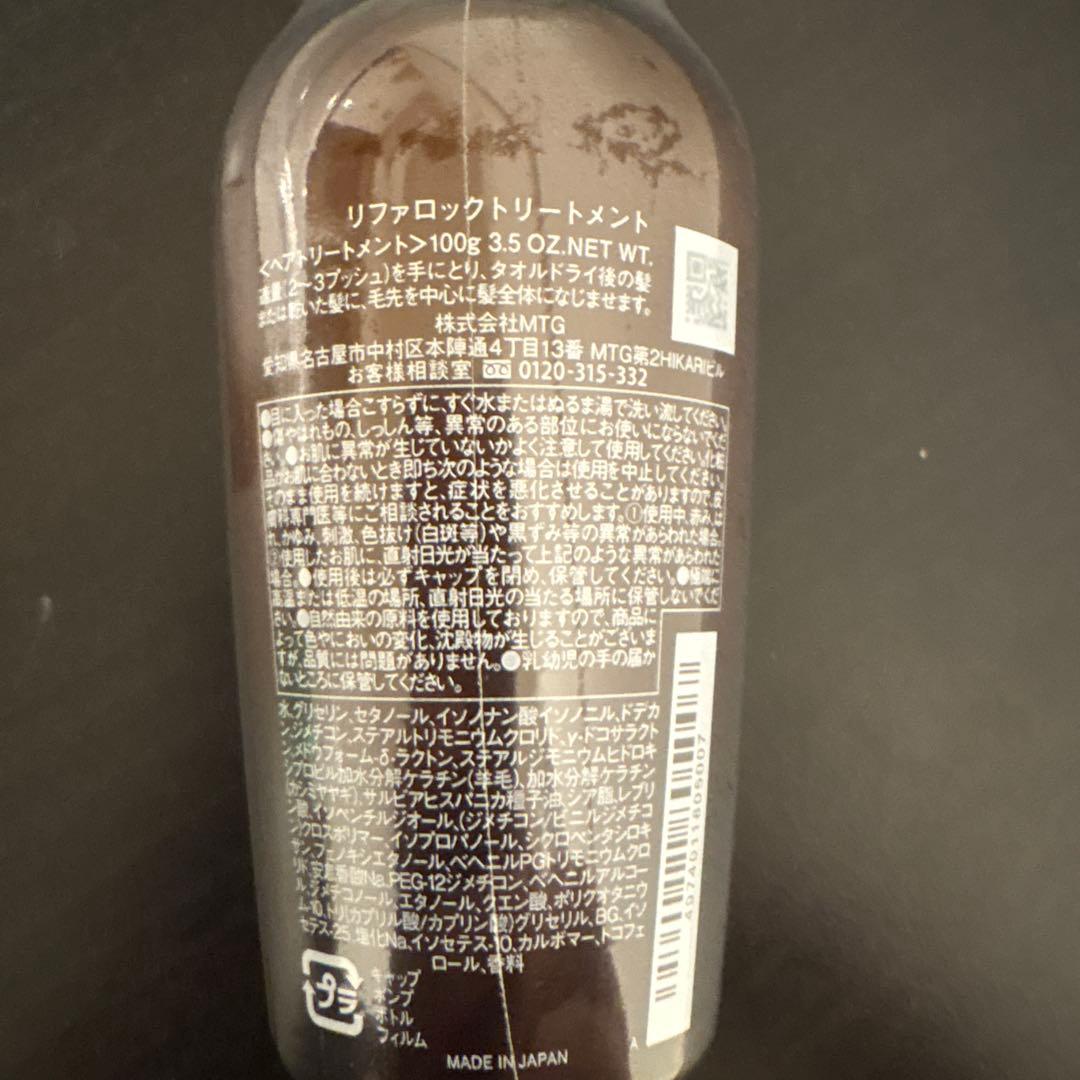 リファロックトリートメント
<ヘアトリートメント>100g 3.5 OZ.NET WT.
適量(2～3プッシュ)を手にとり、タオルドライ後の髪
または乾いた髪に、毛先を中心に髪全体になじませます。
株式会社MTG
愛知県名古屋市中村区本陣通4丁目13番 MTG第2HIKARIビル
お客様相談室 0120-315-332
●目に入った場合こすらずに、すぐ水またはぬるま湯で洗い流してください。
●傷やはれもの、しっしん等、異常のある部位にお使いにならないでくだ
さい。●お肌に異常が生じていないかよく注意して使用してください。化粧
品がお肌に合わないとき即ち次のような場合は使用を中止してください。
そのまま使用を続けますと、症状を悪化させることがありますので、皮
膚科専門医等にご相談されることをおすすめします。①使用中、赤み、は
れ、かゆみ、刺激、色抜け(白斑等)や黒ずみ等の異常があらわれた場合。
②使用したお肌に、直射日光が当たって上記のような異常があらわれた
場合。●使用後は必ずキャップを閉め、保管してください。●極端に
高温または低温の場所、直射日光の当たる場所に保管しないでくだ
さい。●自然由来の原料を使用しておりますので、商品に
よって色やにおいの変化、沈殿物が生じることがございま
すが、品質には問題がありません。●乳幼児の手の届か
ないところに保管してください。
水、グリセリン、セタノール、イソノナン酸イソノニル、ドデカ
ン、ジメチコン、ステアルトリモニウムクロリド、γ-ドコサラクト
ン、メドウフォーム-δ-ラクトン、ステアルジモニウムヒドロキ
シプロピル加水分解ケラチン(羊毛)、加水分解ケラチン
(カシミヤヤギ)、サルビアヒスパニカ種子油、シア脂、レブリ
ン酸、イソペンチルジオール、(ジメチコン/ビニルジメチコ
ン)クロスポリマー、イソプロパノール、シクロペンタシロキ
サン、フェノキシエタノール、ベヘニルPGトリモニウムクロ
リド、安息香酸Na、PEG-12ジメチコン、ベヘニルアルコー
ル、ジメチコノール、エタノール、クエン酸、ポリクオタニウ
ム-10、トリ(カプリル酸/カプリン酸)グリセリル、BG、イソ
セテス-25、塩化Na、イソセテス-10、カルボマー、トコフェ
ロール、香料
プラ
キャップ
ポンプ
ボトル
フィルム
MADE IN JAPAN
A
4974011805007